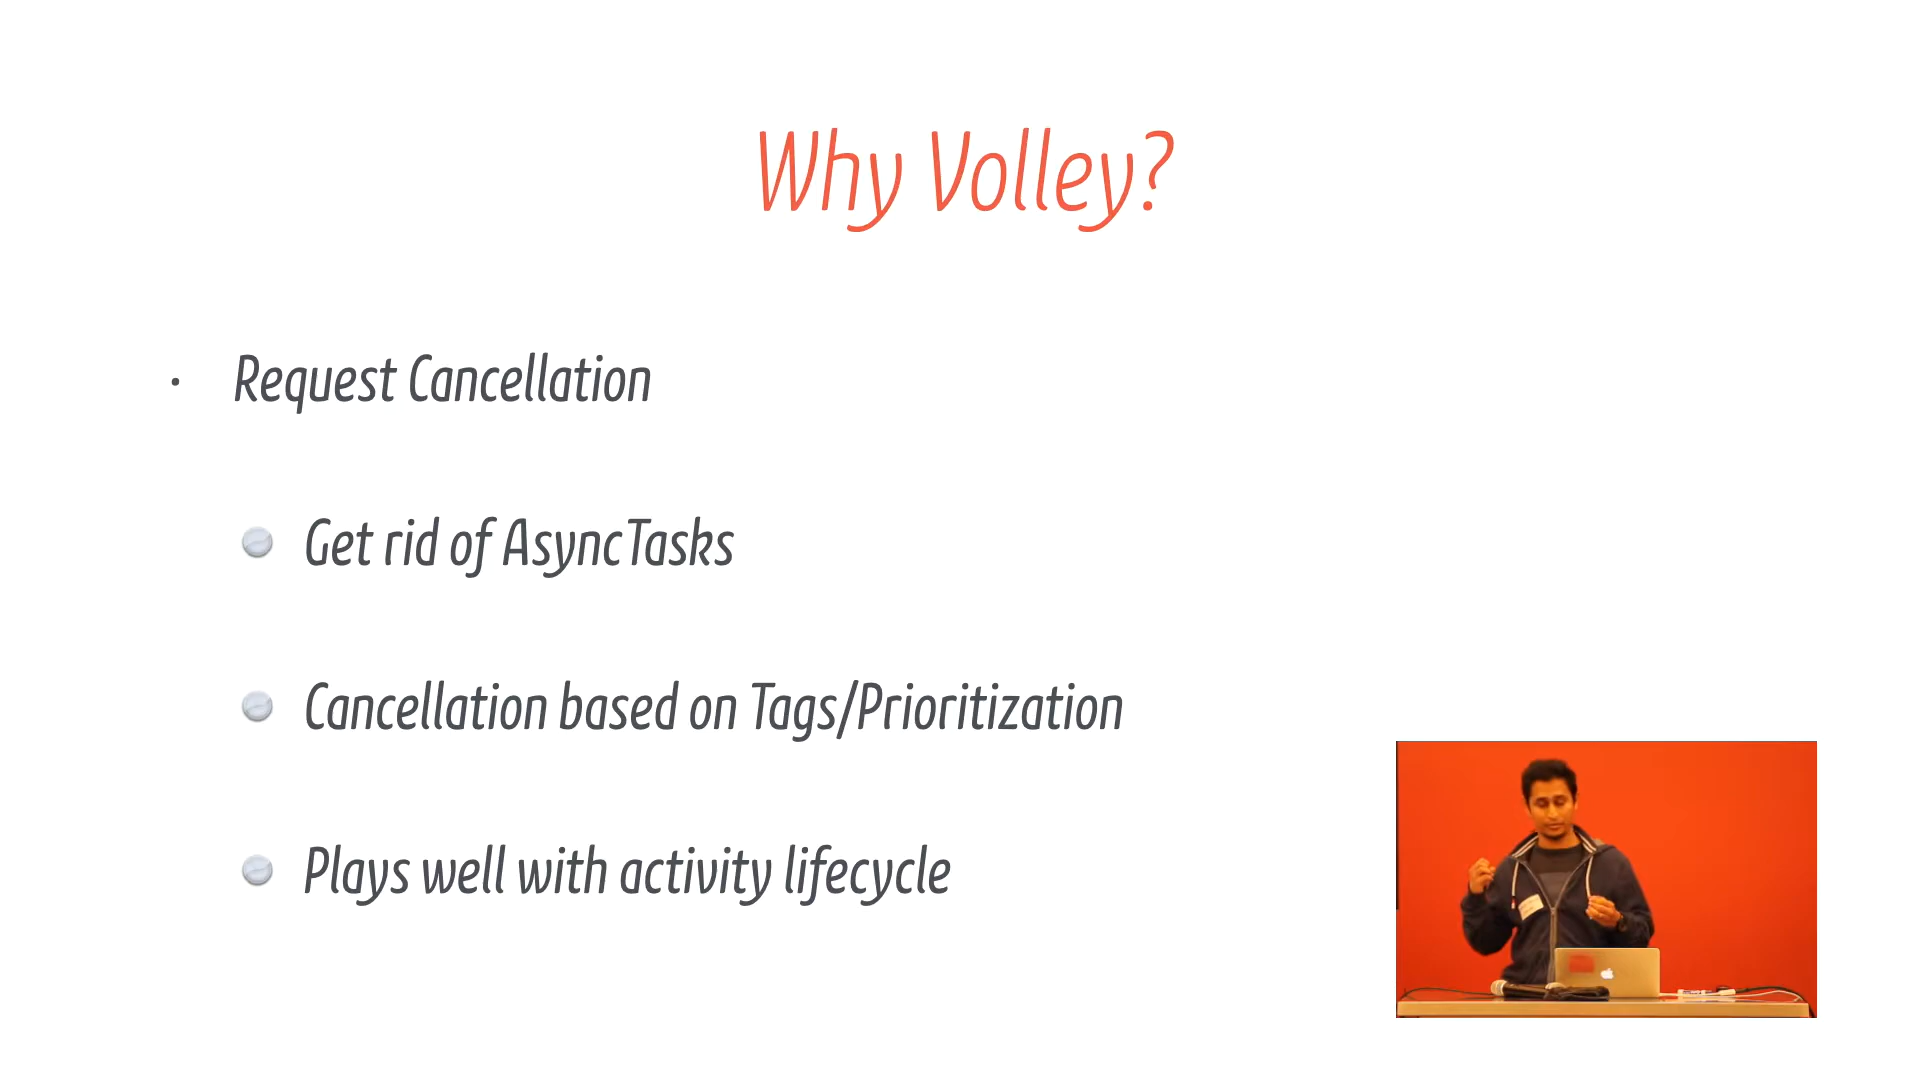 Why Volley?
Request Cancellation
Get rid of AsyncTasks
Cancellation based on Tags/Prioritization
Plays well with activity lifecycle